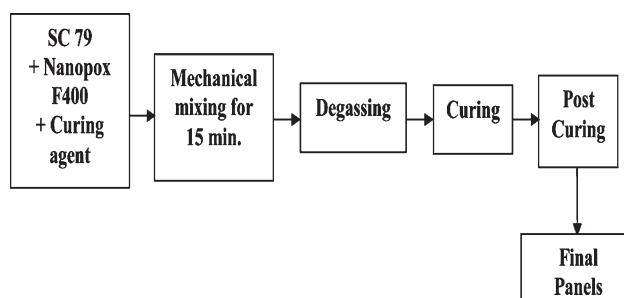 SC 79
+ Nanopox
F400
+ Curing
agent
Mechanical
mixing for
15 min.
Degassing
Curing
Post
Curing
Final
Panels